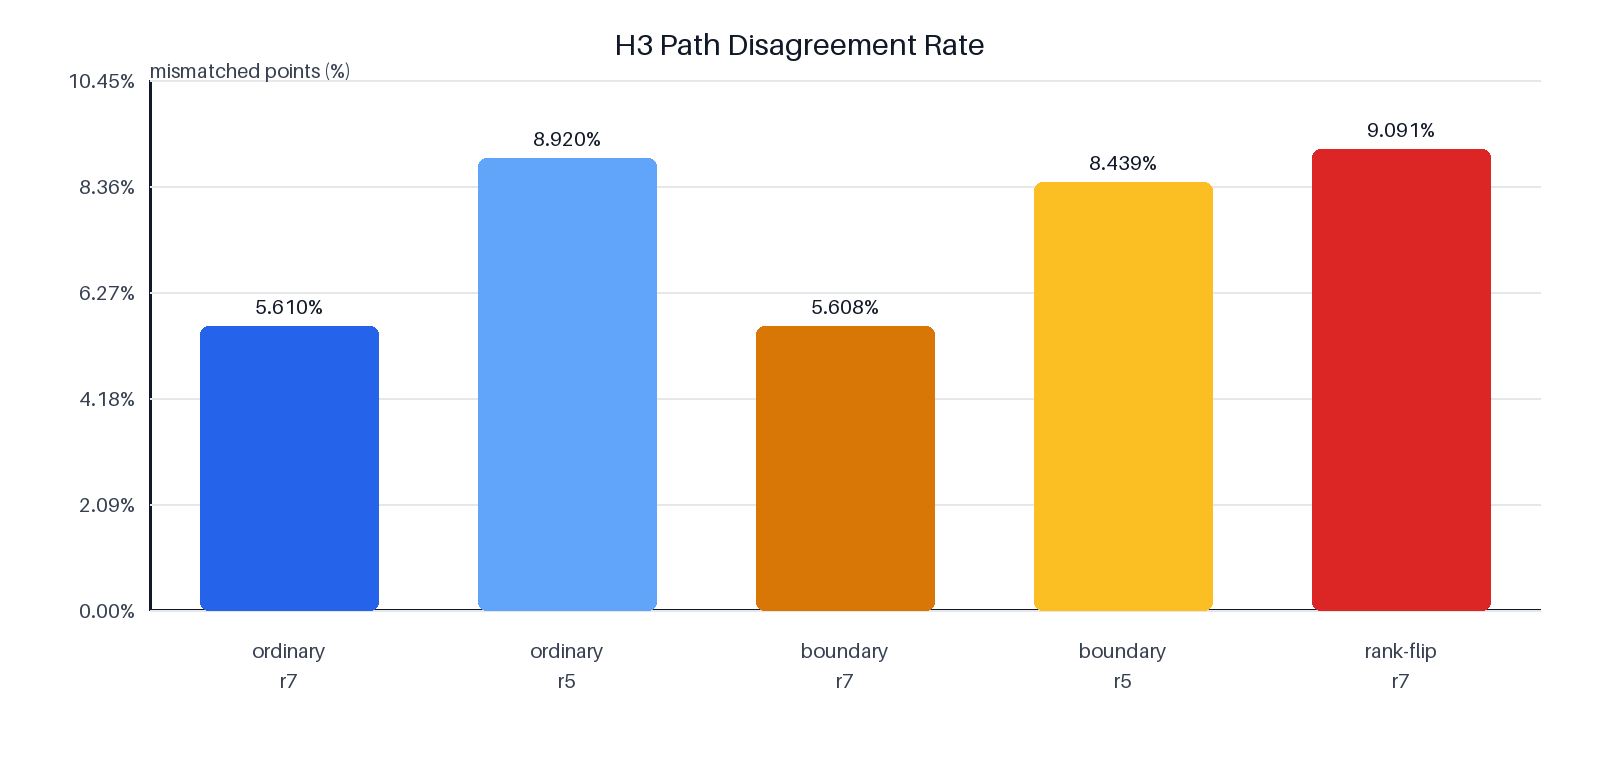 H3 Path Disagreement Rate
mismatched points (%)
10.45%
8.36%
6.27%
4.18%
2.09%
0.00%
5.610%
8.920%
5.608%
8.439%
9.091%
ordinary
r7
ordinary
r5
boundary
r7
boundary
r5
rank-flip
r7